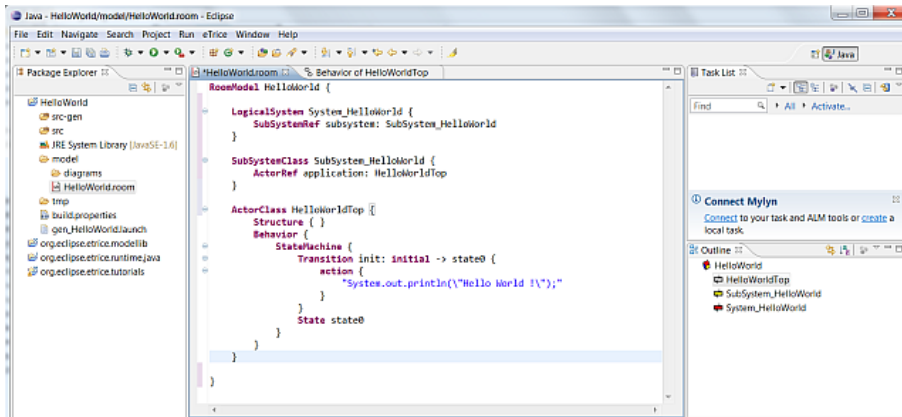 Java - HelloWorld/model/HelloWorld.room - Eclipse
File Edit Navigate Search Project Run eTrice Window Help
Java
Package Explorer
HelloWorld
src-gen
src
JRE System Library [JavaSE-1.6]
model
diagrams
HelloWorld.room
tmp
build.properties
gen_HelloWorld.launch
org.eclipse.etrice.modellib
org.eclipse.etrice.runtime.java
org.eclipse.etrice.tutorials
*HelloWorld.room Behavior of HelloWorldTop
RoomModel HelloWorld {
LogicalSystem System_HelloWorld {
SubSystemRef subsystem: SubSystem_HelloWorld
}
SubSystemClass SubSystem_HelloWorld {
ActorRef application: HelloWorldTop
}
ActorClass HelloWorldTop {
Structure { }
Behavior {
StateMachine {
Transition init: initial -> state0 {
action {
"System.out.println(\"Hello World !\");"
}
}
State state0
}
}
}
}
Task List
Find All Activate...
Connect Mylyn
Connect to your task and ALM tools or create a
local task.
Outline
HelloWorld
HelloWorldTop
SubSystem_HelloWorld
System_HelloWorld